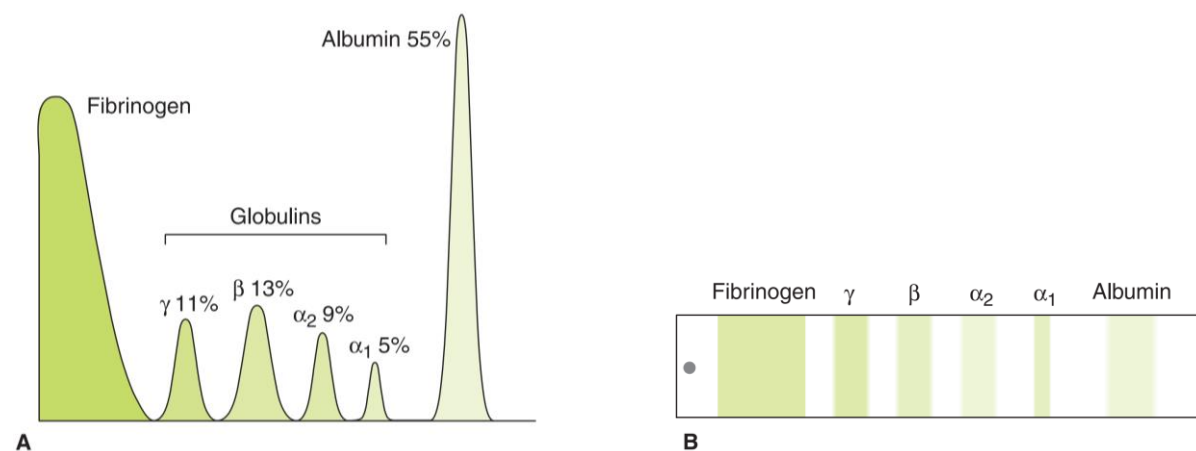 Albumin 55%
Fibrinogen
Globulins
γ 11%
β 13%
α₂ 9%
α₁ 5%
A
Fibrinogen γ β α₂ α₁ Albumin
B